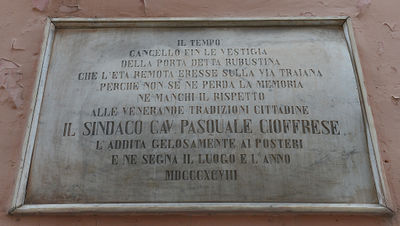 IL TEMPO
CANCELLÒ FIN LE VESTIGIA
DELLA PORTA DETTA RUBUSTINA
CHE L'ETÀ REMOTA ERESSE SULLA VIA TRAIANA
PERCHÈ NON SE NE PERDA LA MEMORIA
NE MANCHI IL RISPETTO
ALLE VENERANDE TRADIZIONI CITTADINE
IL SINDACO CAV. PASQUALE CIOFFRESE
L'ADDITA GELOSAMENTE AI POSTERI
E NE SEGNA IL LUOGO E L'ANNO
MDCCCXCVIII